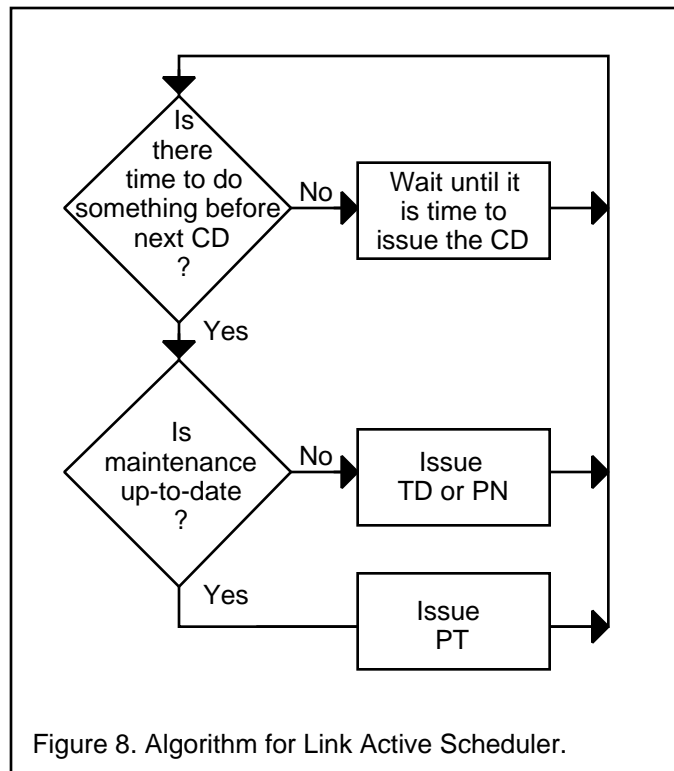 Is
there
time to do
something before
next CD
?
No
Wait until it
is time to
issue the CD
Yes
Is
maintenance
up-to-date
?
No
Issue
TD or PN
Yes
Issue
PT
Figure 8. Algorithm for Link Active Scheduler.